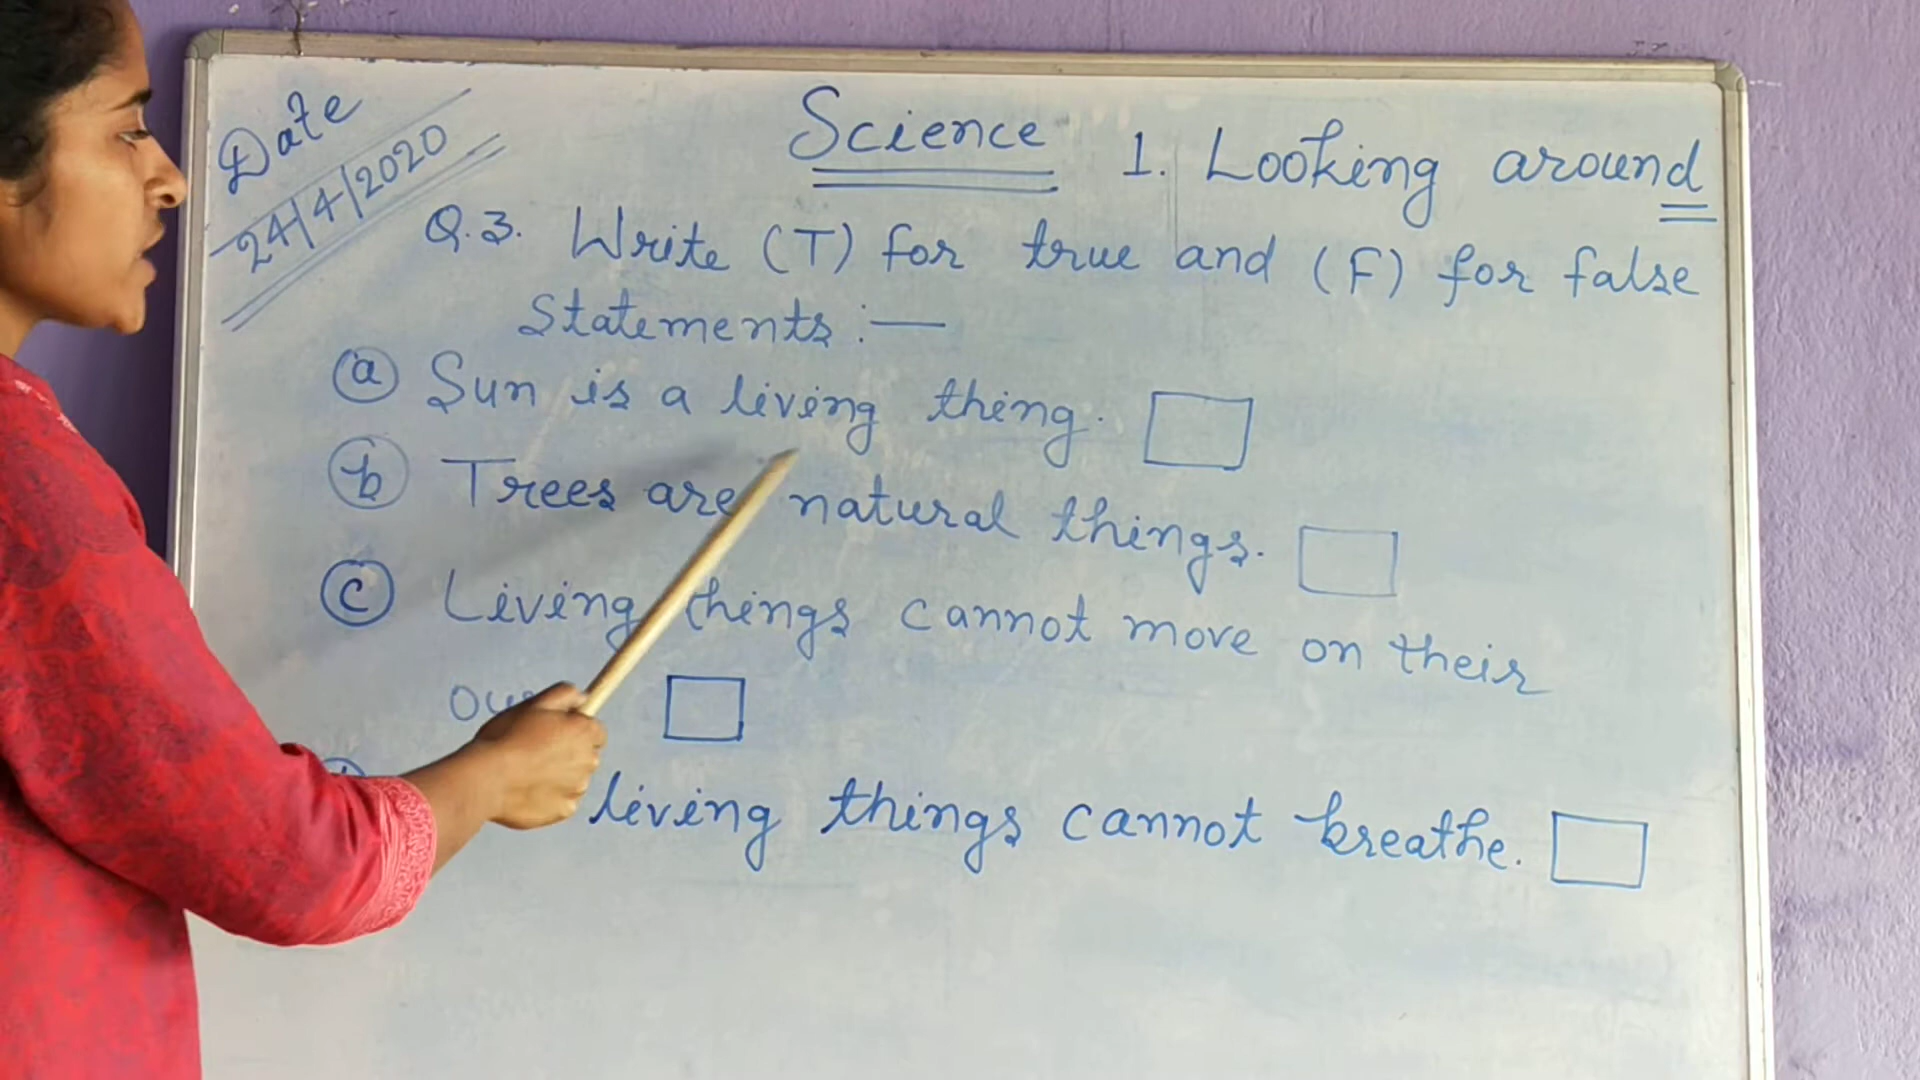 Date
24/4/2020
Science
1. Looking around
Q.3. Write (T) for true and (F) for false
Statements :—
(a) Sun is a living thing.
(b) Trees are natural things.
(c) Living things cannot move on their
living things cannot breathe.